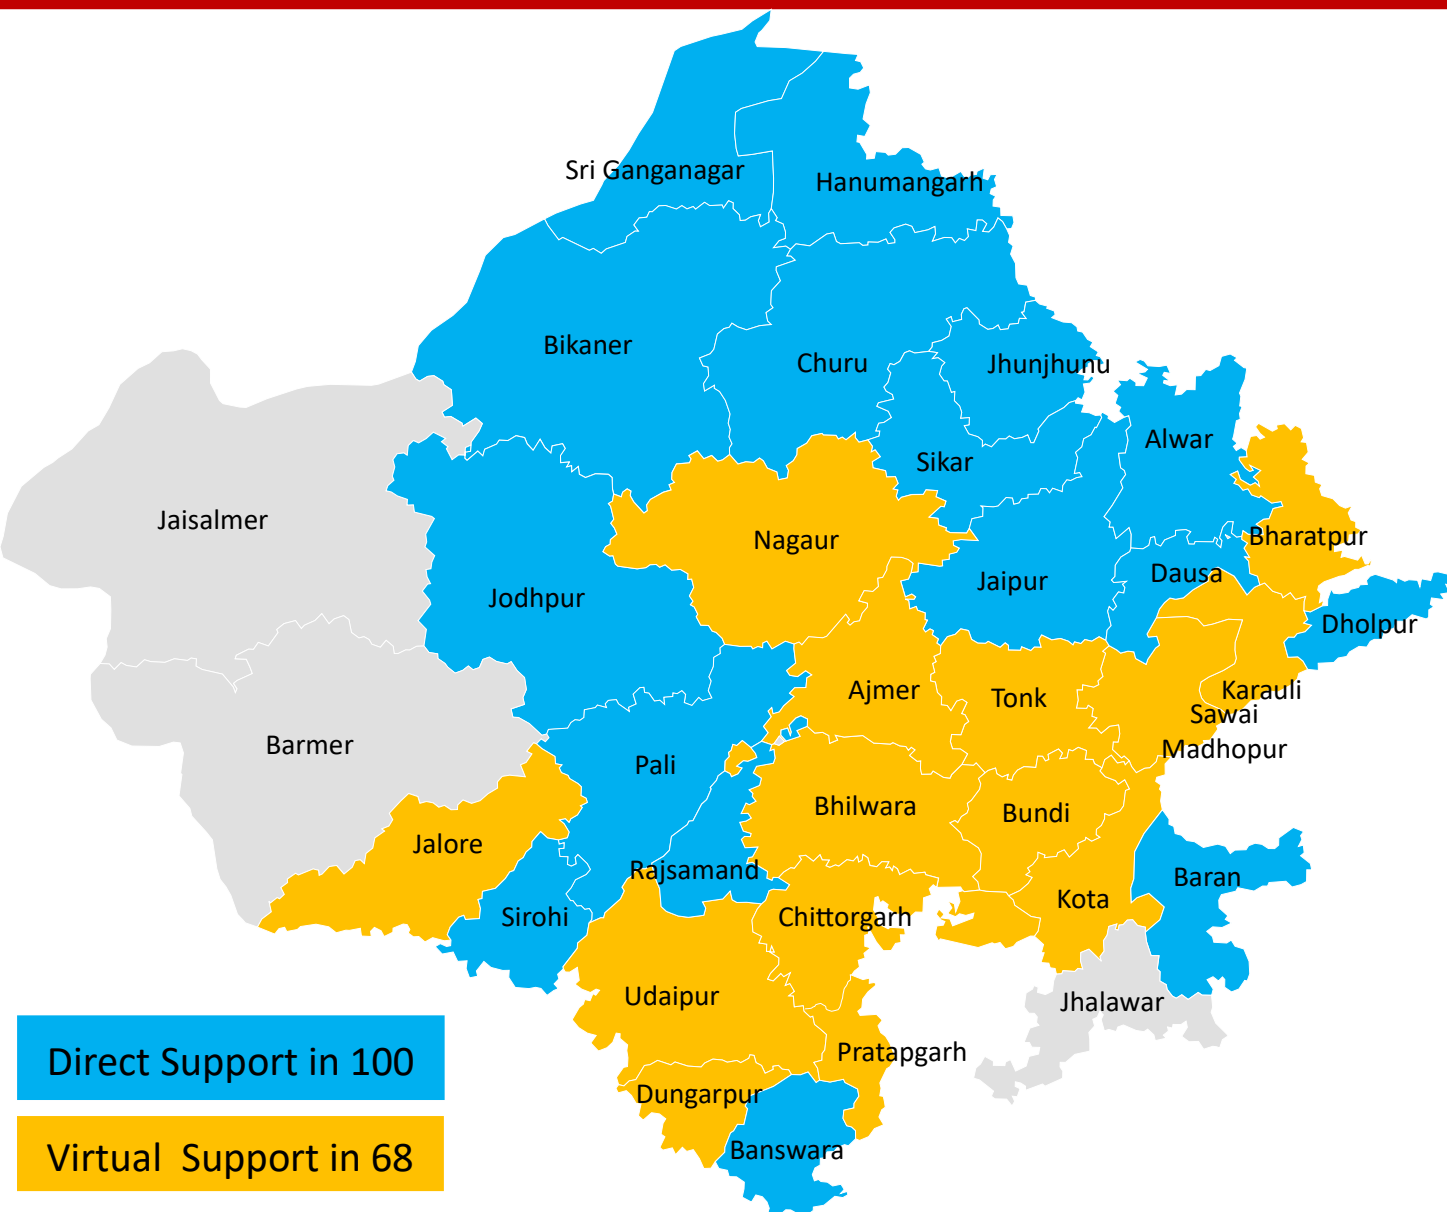 Sri Ganganagar
Hanumangarh
Bikaner
Churu
Jhunjhunu
Alwar
Sikar
Jaisalmer
Nagaur
Bharatpur
Jaipur
Dausa
Jodhpur
Dholpur
Ajmer
Tonk
Karauli
Sawai
Madhopur
Barmer
Pali
Bhilwara
Bundi
Jalore
Rajsamand
Baran
Kota
Sirohi
Chittorgarh
Udaipur
Jhalawar
Pratapgarh
Direct Support in 100
Dungarpur
Banswara
Virtual  Support in 68